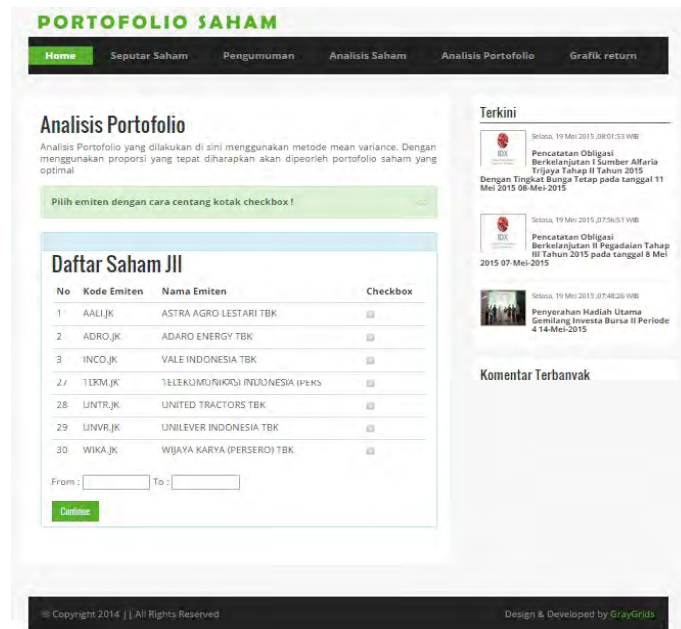 PORTOFOLIO SAHAM
Home Seputar Saham Pengumuman Analisis Saham Analisis Portofolio Grafik return
Analisis Portofolio
Analisis Portofolio yang dilakukan di sini menggunakan metode mean variance. Dengan
menggunakan proporsi yang tepat diharapkan akan dipeorleh portofolio saham yang
optimal
Pilih emiten dengan cara centang kotak checkbox !
Daftar Saham JII
No Kode Emiten Nama Emiten Checkbox
1 AALI.JK ASTRA AGRO LESTARI TBK
2 ADRO.JK ADARO ENERGY TBK
3 INCO.JK VALE INDONESIA TBK
27 TLKM.JK TELEKOMUNIKASI INDONESIA (PERS
28 UNTR.JK UNITED TRACTORS TBK
29 UNVR.JK UNILEVER INDONESIA TBK
30 WIKA.JK WIJAYA KARYA (PERSERO) TBK
From : To :
Continue
Terkini
Selasa, 19 Mei 2015 ,08:01:53 WIB
IDX
Pencatatan Obligasi
Berkelanjutan I Sumber Alfaria
Trijaya Tahap II Tahun 2015
Dengan Tingkat Bunga Tetap pada tanggal 11
Mei 2015 08-Mei-2015
Selasa, 19 Mei 2015 ,07:56:51 WIB
IDX
Pencatatan Obligasi
Berkelanjutan II Pegadaian Tahap
III Tahun 2015 pada tanggal 8 Mei
2015 07-Mei-2015
Selasa, 19 Mei 2015 ,07:48:26 WIB
Penyerahan Hadiah Utama
Gemilang Investa Bursa II Periode
4 14-Mei-2015
Komentar Terbanyak
© Copyright 2014 || All Rights Reserved
Design & Developed by GrayGrids